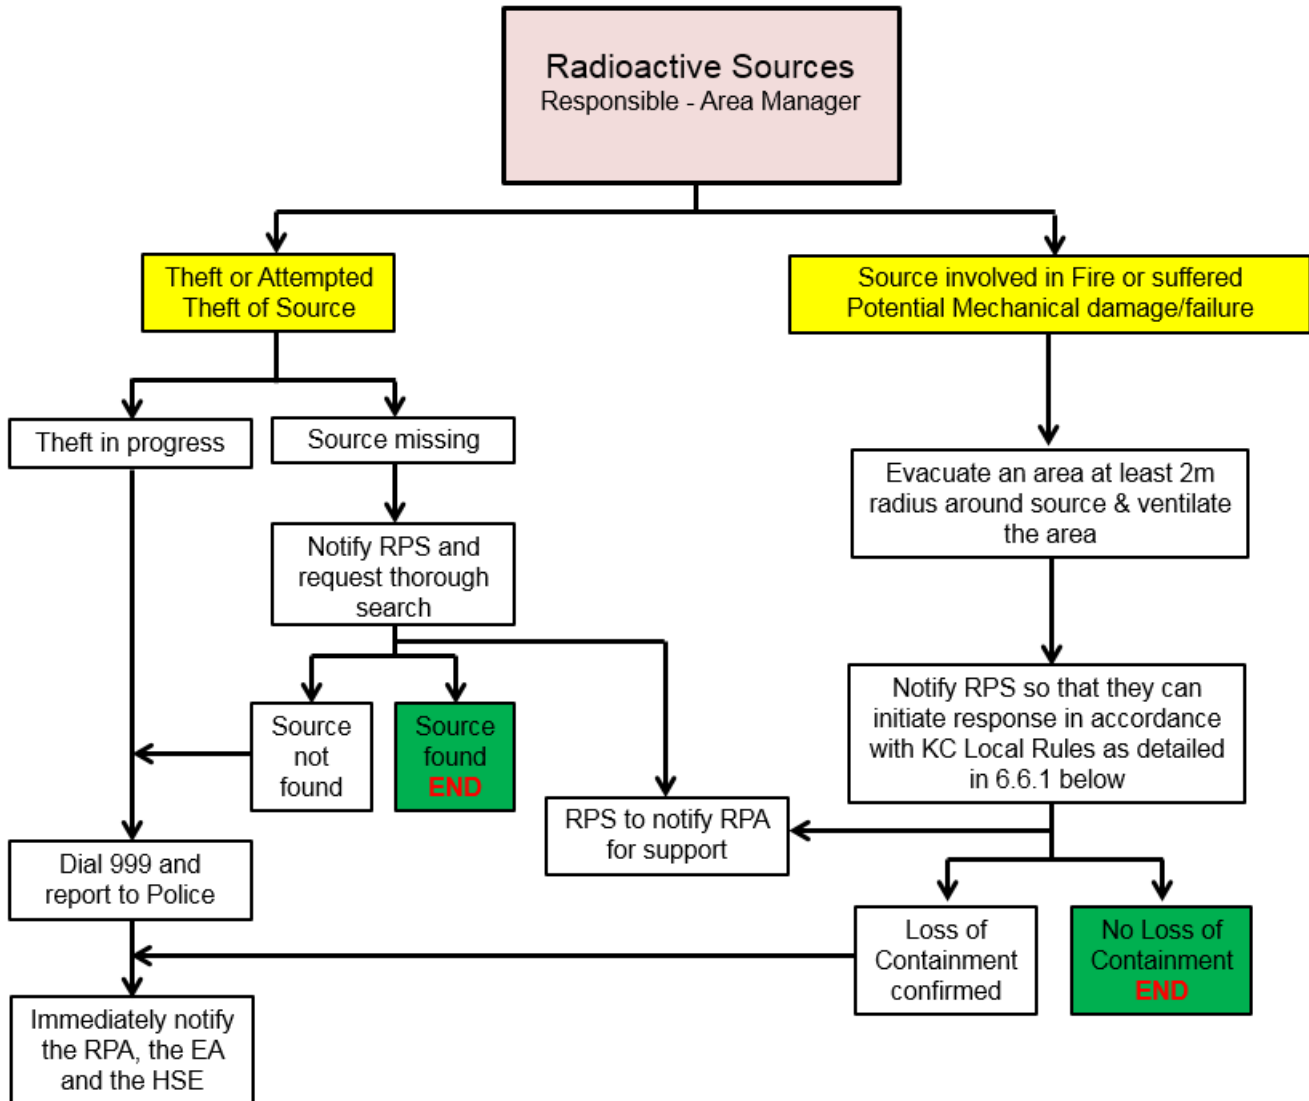 Radioactive Sources
Responsible - Area Manager
Theft or Attempted
Theft of Source
Source involved in Fire or suffered
Potential Mechanical damage/failure
Theft in progress
Source missing
Evacuate an area at least 2m
radius around source & ventilate
the area
Notify RPS and
request thorough
search
Source
not
found
Source
found
END
Notify RPS so that they can
initiate response in accordance
with KC Local Rules as detailed
in 6.6.1 below
RPS to notify RPA
for support
Dial 999 and
report to Police
Loss of
Containment
confirmed
No Loss of
Containment
END
Immediately notify
the RPA, the EA
and the HSE